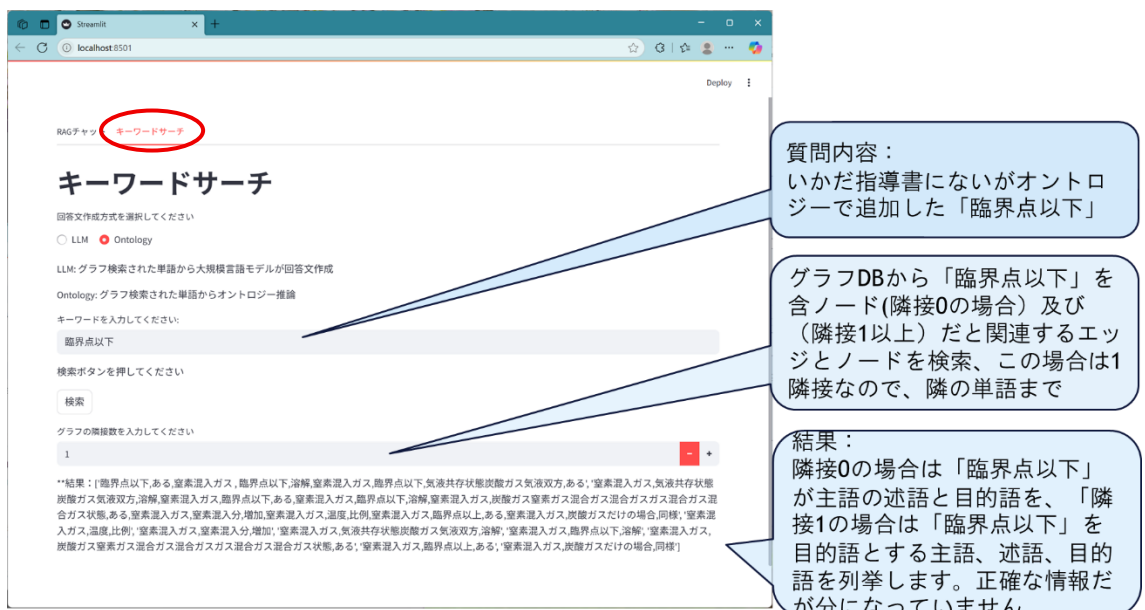 Streamlit
localhost:8501
Deploy
RAGチャット キーワードサーチ
キーワードサーチ
回答文作成方式を選択してください
LLM Ontology
LLM: グラフ検索された単語から大規模言語モデルが回答文作成
Ontology: グラフ検索された単語からオントロジー推論
キーワードを入力してください:
臨界点以下
検索ボタンを押してください
検索
グラフの隣接数を入力してください
1
**結果：['臨界点以下,ある,窒素混入ガス , 臨界点以下,溶解,窒素混入ガス,臨界点以下,気液共存状態炭酸ガス気液双方,ある', '窒素混入ガス,気液共存状態
炭酸ガス気液双方,溶解,窒素混入ガス,臨界点以下,ある,窒素混入ガス,臨界点以下,溶解,窒素混入ガス,炭酸ガス窒素ガス混合ガス混合ガスガス混合ガス混
合ガス状態,ある,窒素混入ガス,窒素混入分,増加,窒素混入ガス,温度,比例,窒素混入ガス,臨界点以上,ある,窒素混入ガス,炭酸ガスだけの場合,同様', '窒素混
入ガス,温度,比例', '窒素混入ガス,窒素混入分,増加', '窒素混入ガス,気液共存状態炭酸ガス気液双方,溶解', '窒素混入ガス,臨界点以下,溶解', '窒素混入ガス,
炭酸ガス窒素ガス混合ガス混合ガスガス混合ガス混合ガス状態,ある', '窒素混入ガス,臨界点以上,ある', '窒素混入ガス,炭酸ガスだけの場合,同様']
質問内容：
いかだ指導書にないがオントロ
ジーで追加した「臨界点以下」
グラフDBから「臨界点以下」を
含ノード(隣接0の場合）及び
（隣接1以上）だと関連するエッ
ジとノードを検索、この場合は1
隣接なので、隣の単語まで
結果：
隣接0の場合は「臨界点以下」
が主語の述語と目的語を、「隣
接1の場合は「臨界点以下」を
目的語とする主語、述語、目的
語を列挙します。正確な情報だ
が分になっていません